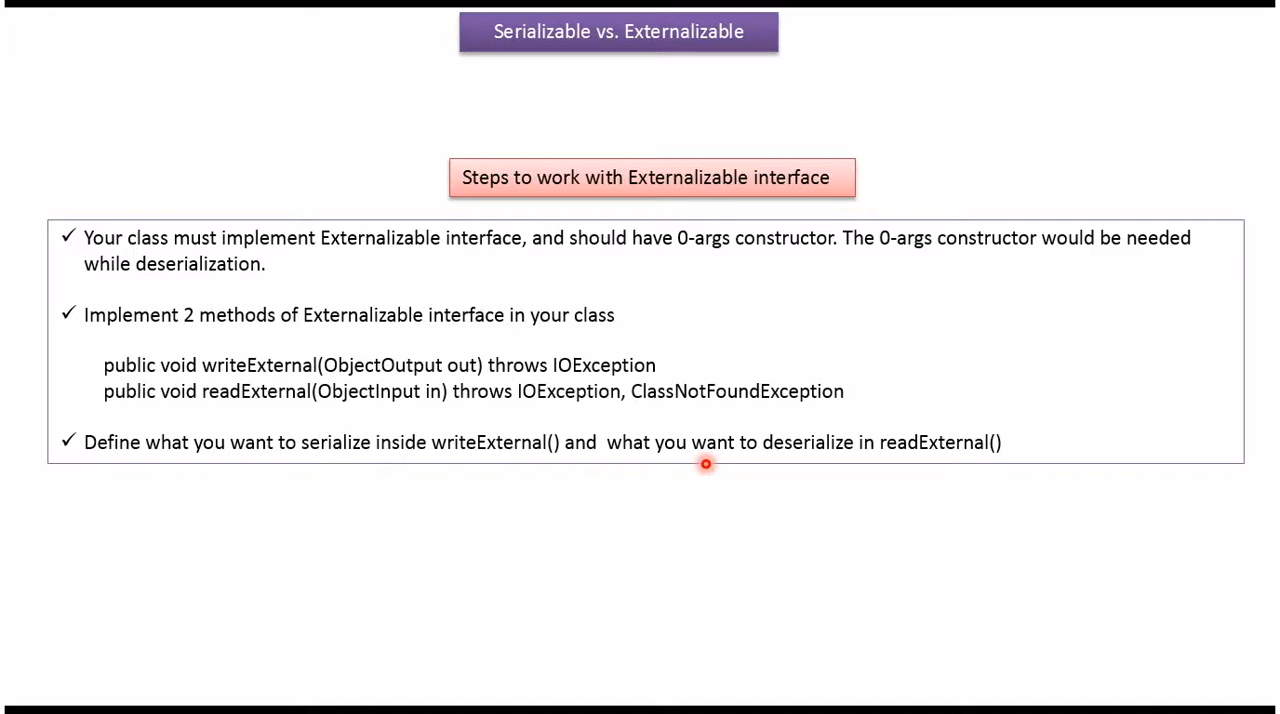 Serializable vs. Externalizable
Steps to work with Externalizable interface
✓ Your class must implement Externalizable interface, and should have 0-args constructor. The 0-args constructor would be needed
while deserialization.
✓ Implement 2 methods of Externalizable interface in your class
public void writeExternal(ObjectOutput out) throws IOException
public void readExternal(ObjectInput in) throws IOException, ClassNotFoundException
✓ Define what you want to serialize inside writeExternal() and  what you want to deserialize in readExternal()